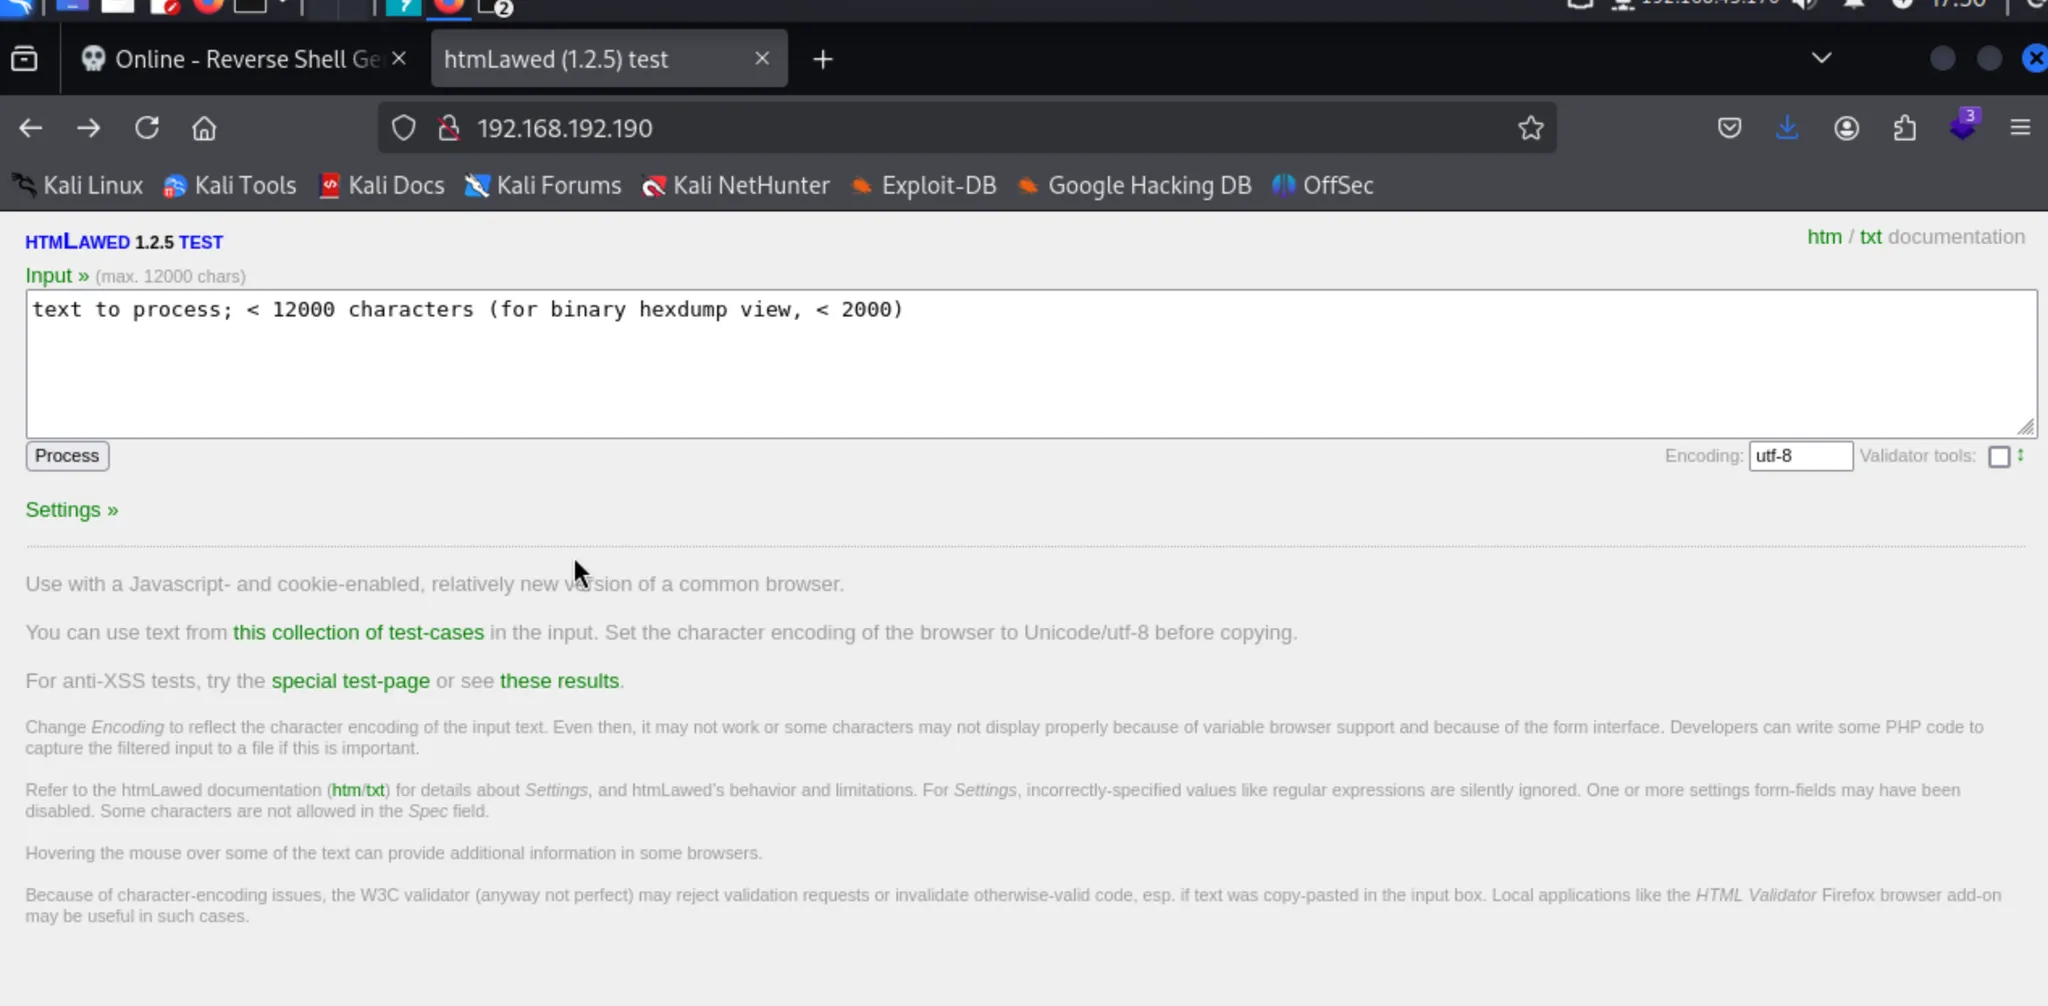 2
Online - Reverse Shell Ge
htmLawed (1.2.5) test
192.168.192.190
3
Kali Linux Kali Tools Kali Docs Kali Forums Kali NetHunter Exploit-DB Google Hacking DB OffSec
HTMLAWED 1.2.5 TEST
htm / txt documentation
Input » (max. 12000 chars)
text to process; < 12000 characters (for binary hexdump view, < 2000)
Process
Encoding: utf-8 Validator tools:
Settings »
Use with a Javascript- and cookie-enabled, relatively new version of a common browser.
You can use text from this collection of test-cases in the input. Set the character encoding of the browser to Unicode/utf-8 before copying.
For anti-XSS tests, try the special test-page or see these results.
Change Encoding to reflect the character encoding of the input text. Even then, it may not work or some characters may not display properly because of variable browser support and because of the form interface. Developers can write some PHP code to
capture the filtered input to a file if this is important.
Refer to the htmLawed documentation (htm/txt) for details about Settings, and htmLawed's behavior and limitations. For Settings, incorrectly-specified values like regular expressions are silently ignored. One or more settings form-fields may have been
disabled. Some characters are not allowed in the Spec field.
Hovering the mouse over some of the text can provide additional information in some browsers.
Because of character-encoding issues, the W3C validator (anyway not perfect) may reject validation requests or invalidate otherwise-valid code, esp. if text was copy-pasted in the input box. Local applications like the HTML Validator Firefox browser add-on
may be useful in such cases.